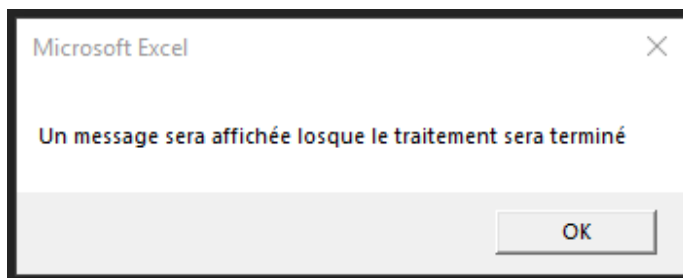 Microsoft Excel
Un message sera affichée losque le traitement sera terminé
OK